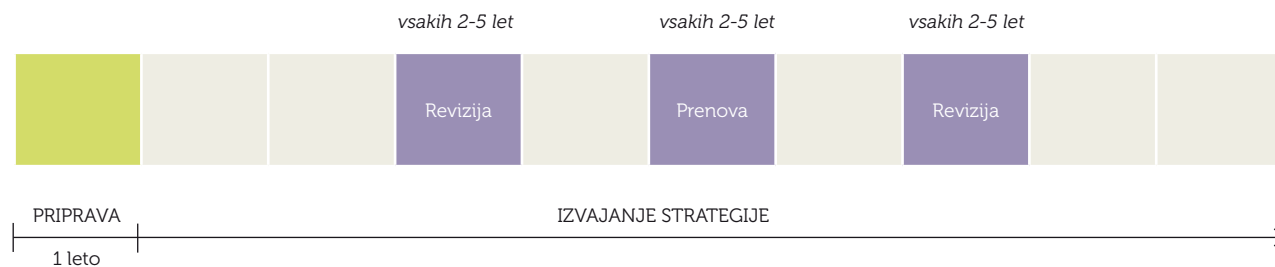 vsakih 2-5 let
vsakih 2-5 let
vsakih 2-5 let
Revizija
Prenova
Revizija
PRIPRAVA
IZVAJANJE STRATEGIJE
1 leto